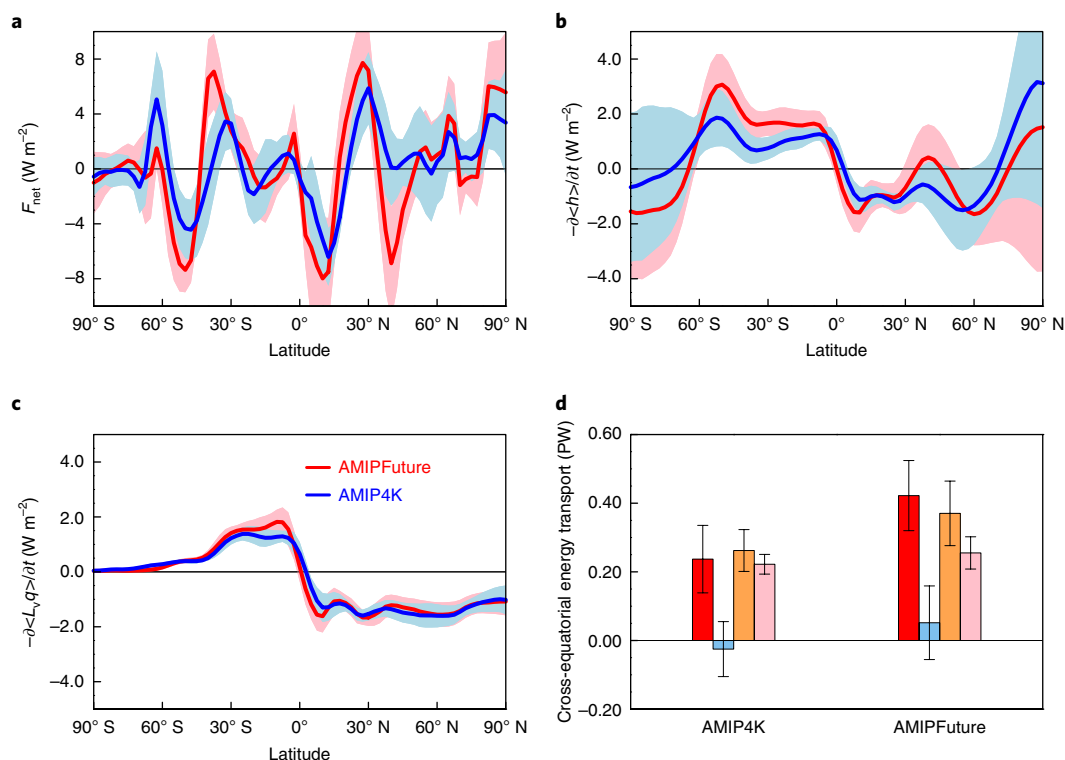 a
8
4
0
−4
−8
F_net (W m⁻²)
90° S 60° S 30° S 0° 30° N 60° N 90° N
Latitude
b
4.0
2.0
0.0
−2.0
−4.0
−∂<h>/∂t (W m⁻²)
90° S 60° S 30° S 0° 30° N 60° N 90° N
Latitude
c
4.0
2.0
0.0
−2.0
−4.0
−∂<L_vq>/∂t (W m⁻²)
AMIPFuture
AMIP4K
90° S 60° S 30° S 0° 30° N 60° N 90° N
Latitude
d
0.60
0.40
0.20
0.00
−0.20
Cross-equatorial energy transport (PW)
AMIP4K AMIPFuture